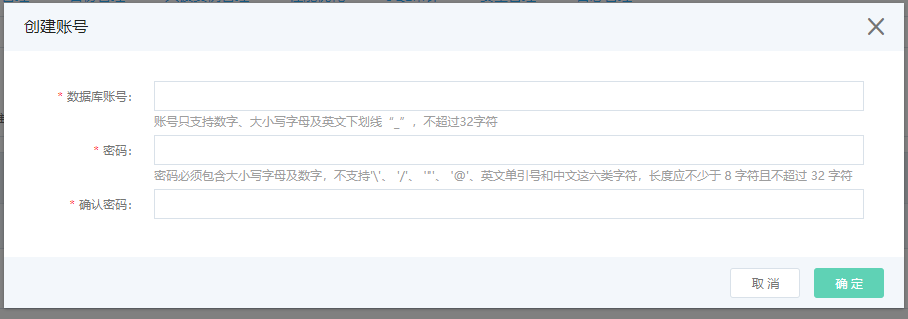 创建账号
* 数据库账号:
账号只支持数字、大小写字母及英文下划线“_”，不超过32字符
* 密码:
密码必须包含大小写字母及数字，不支持'\'、 '/'、 '"'、 '@'、英文单引号和中文这六类字符，长度应不少于 8 字符且不超过 32 字符
* 确认密码:
取 消
确 定